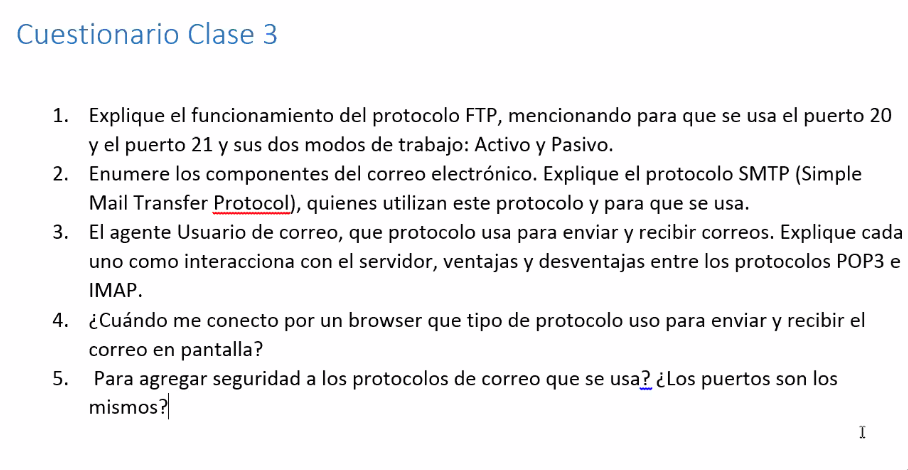 Cuestionario Clase 3
1. Explique el funcionamiento del protocolo FTP, mencionando para que se usa el puerto 20
y el puerto 21 y sus dos modos de trabajo: Activo y Pasivo.
2. Enumere los componentes del correo electrónico. Explique el protocolo SMTP (Simple
Mail Transfer Protocol), quienes utilizan este protocolo y para que se usa.
3. El agente Usuario de correo, que protocolo usa para enviar y recibir correos. Explique cada
uno como interacciona con el servidor, ventajas y desventajas entre los protocolos POP3 e
IMAP.
4. ¿Cuándo me conecto por un browser que tipo de protocolo uso para enviar y recibir el
correo en pantalla?
5. Para agregar seguridad a los protocolos de correo que se usa? ¿Los puertos son los
mismos?